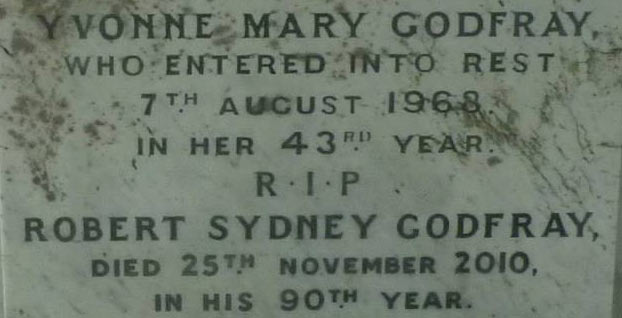 YVONNE MARY GODFRAY,
WHO ENTERED INTO REST
7TH AUGUST 1968.
IN HER 43RD YEAR.
R·I·P
ROBERT SYDNEY GODFRAY,
DIED 25TH NOVEMBER 2010,
IN HIS 90TH YEAR.